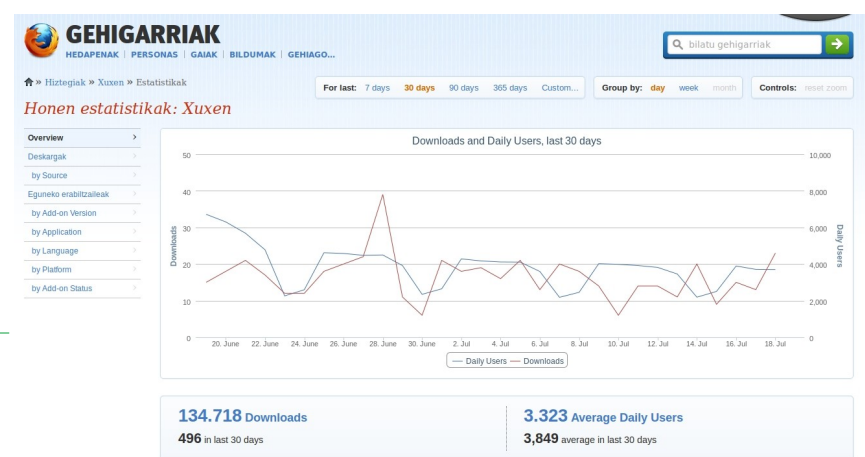 GEHIGARRIAK
HEDAPENAK | PERSONAS | GAIAK | BILDUMAK | GEHIAGO...
bilatu gehigarriak
» Hiztegiak » Xuxen » Estatistikak
For last: 7 days 30 days 90 days 365 days Custom...
Group by: day week month
Controls: reset zoom
Honen estatistikak: Xuxen
Overview
Deskargak
by Source
Eguneko erabiltzaileak
by Add-on Version
by Application
by Language
by Platform
by Add-on Status
Downloads and Daily Users, last 30 days
50 10,000
40 8,000
30 6,000
20 4,000
10 2,000
0 0
Downloads
Daily Users
20. June 22. June 24. June 26. June 28. June 30. June 2. Jul 4. Jul 6. Jul 8. Jul 10. Jul 12. Jul 14. Jul 16. Jul 18. Jul
Daily Users Downloads
134.718 Downloads
496 in last 30 days
3.323 Average Daily Users
3,849 average in last 30 days